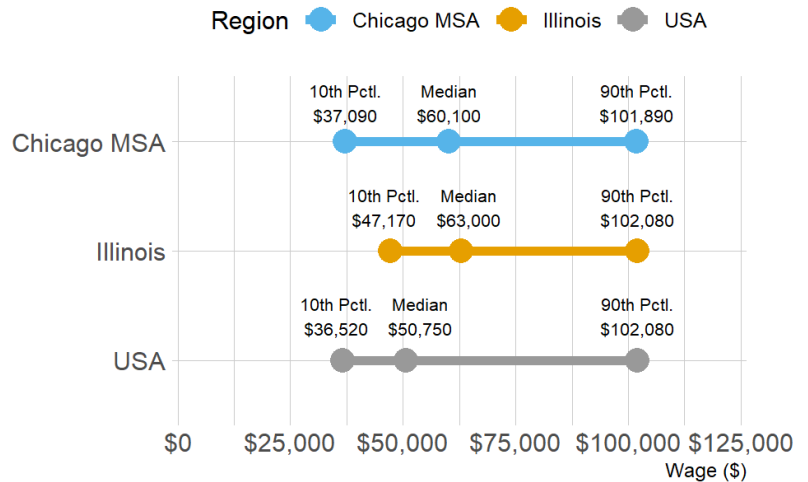 Region Chicago MSA Illinois USA
10th Pctl. Median 90th Pctl.
$37,090 $60,100 $101,890
Chicago MSA
10th Pctl. Median 90th Pctl.
$47,170 $63,000 $102,080
Illinois
10th Pctl. Median 90th Pctl.
$36,520 $50,750 $102,080
USA
$0 $25,000 $50,000 $75,000 $100,000 $125,000
Wage ($)